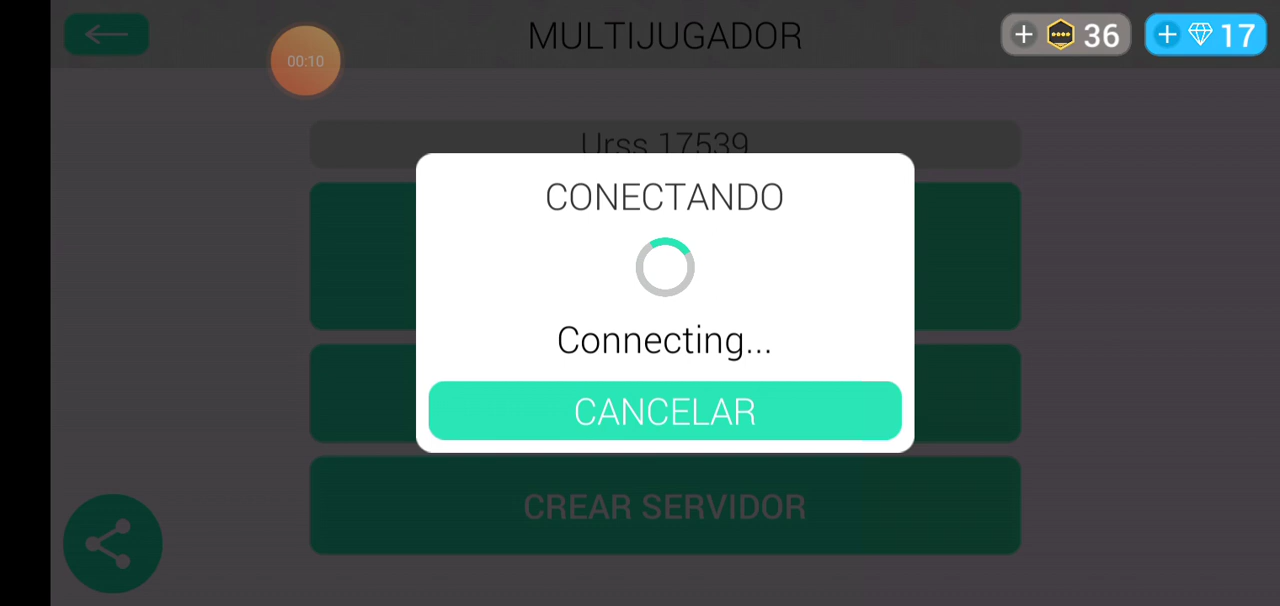 MULTIJUGADOR
00:10
+ 36
+ 17
Urss 17539
CONECTANDO
Connecting...
CANCELAR
CREAR SERVIDOR